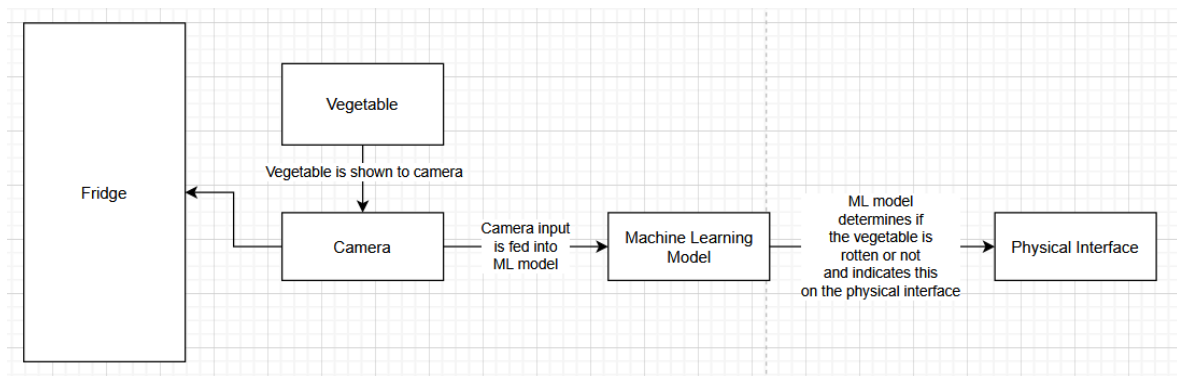 Vegetable
Vegetable is shown to camera
Fridge
Camera
Camera input
is fed into
ML model
Machine Learning
Model
ML model
determines if
the vegetable is
rotten or not
and indicates this
on the physical interface
Physical Interface